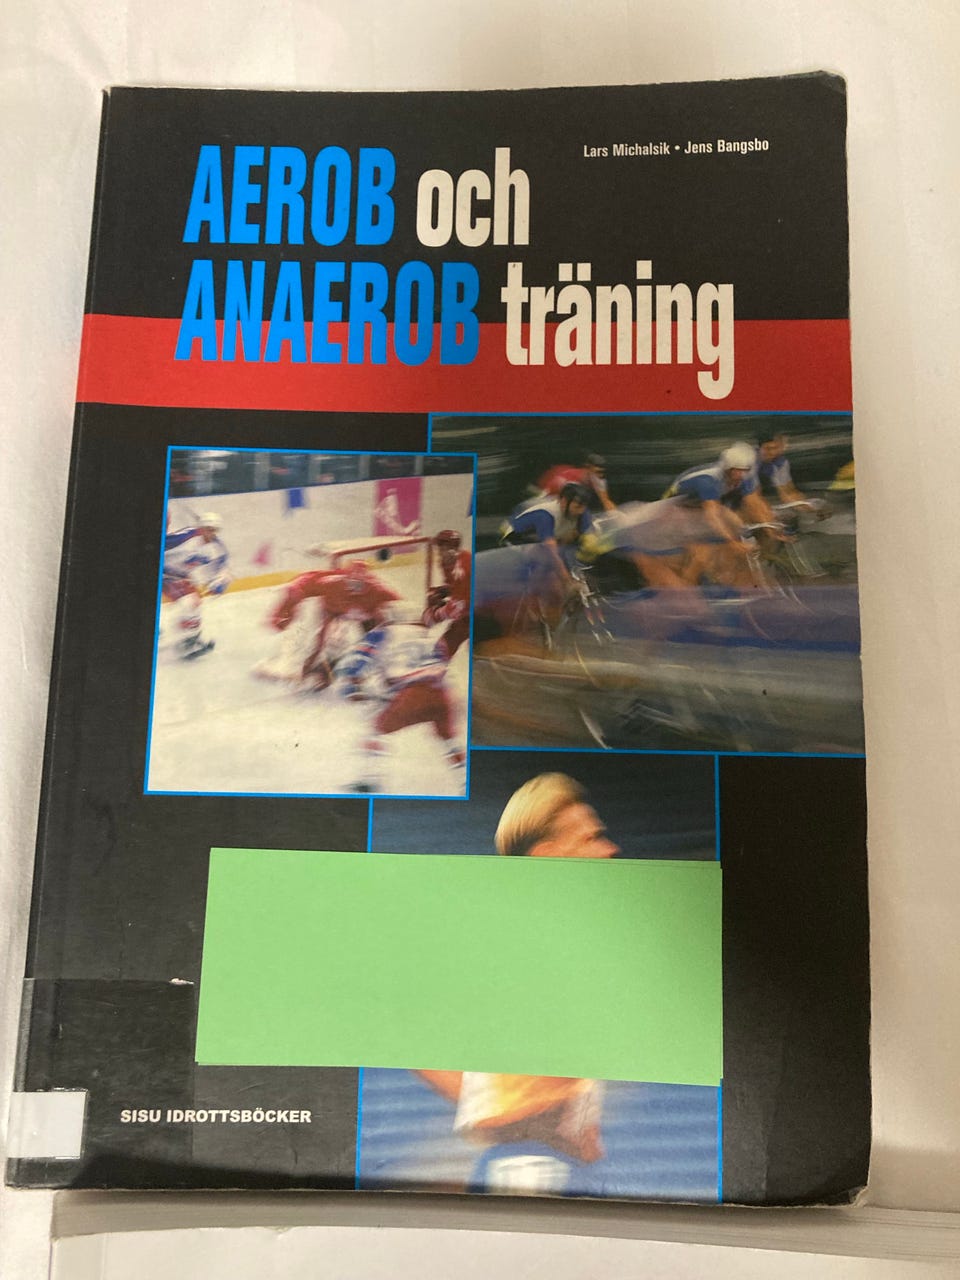 Lars Michalsik • Jens Bangsbo
AEROB och
ANAEROB träning
SISU IDROTTSBÖCKER